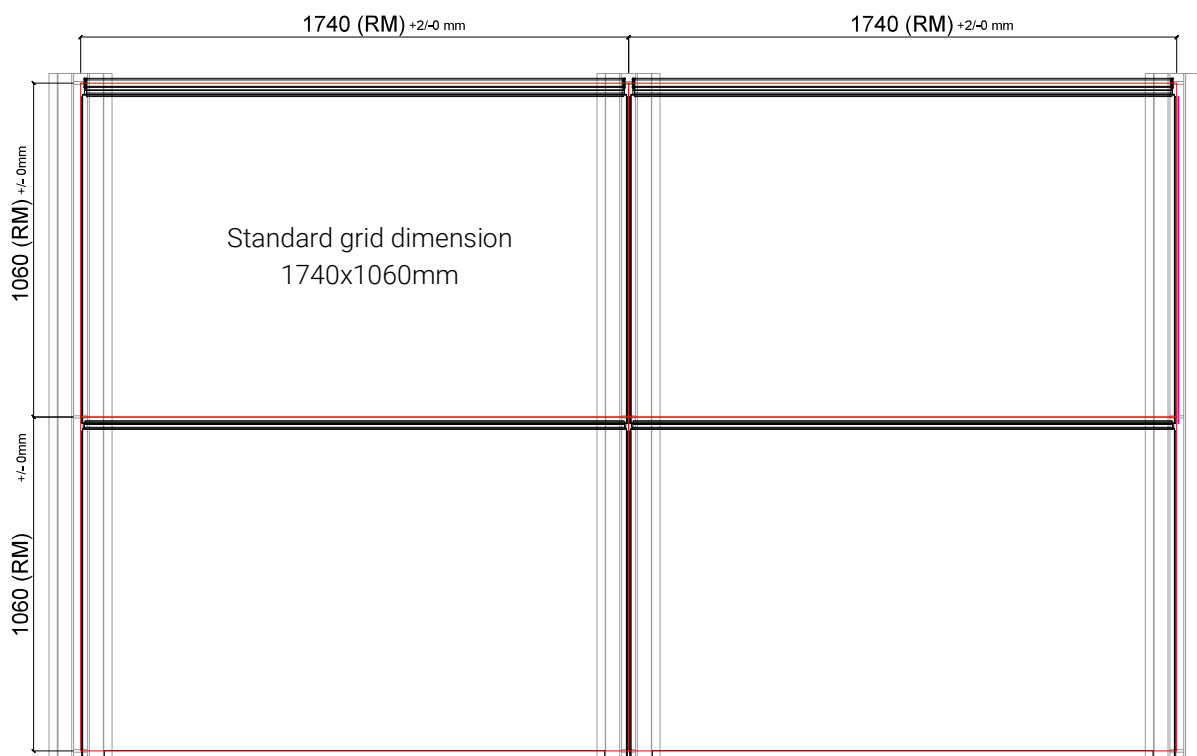 1740 (RM) +2/-0 mm
1740 (RM) +2/-0 mm
1060 (RM) +/- 0mm
Standard grid dimension
1740x1060mm
1060 (RM) +/- 0mm